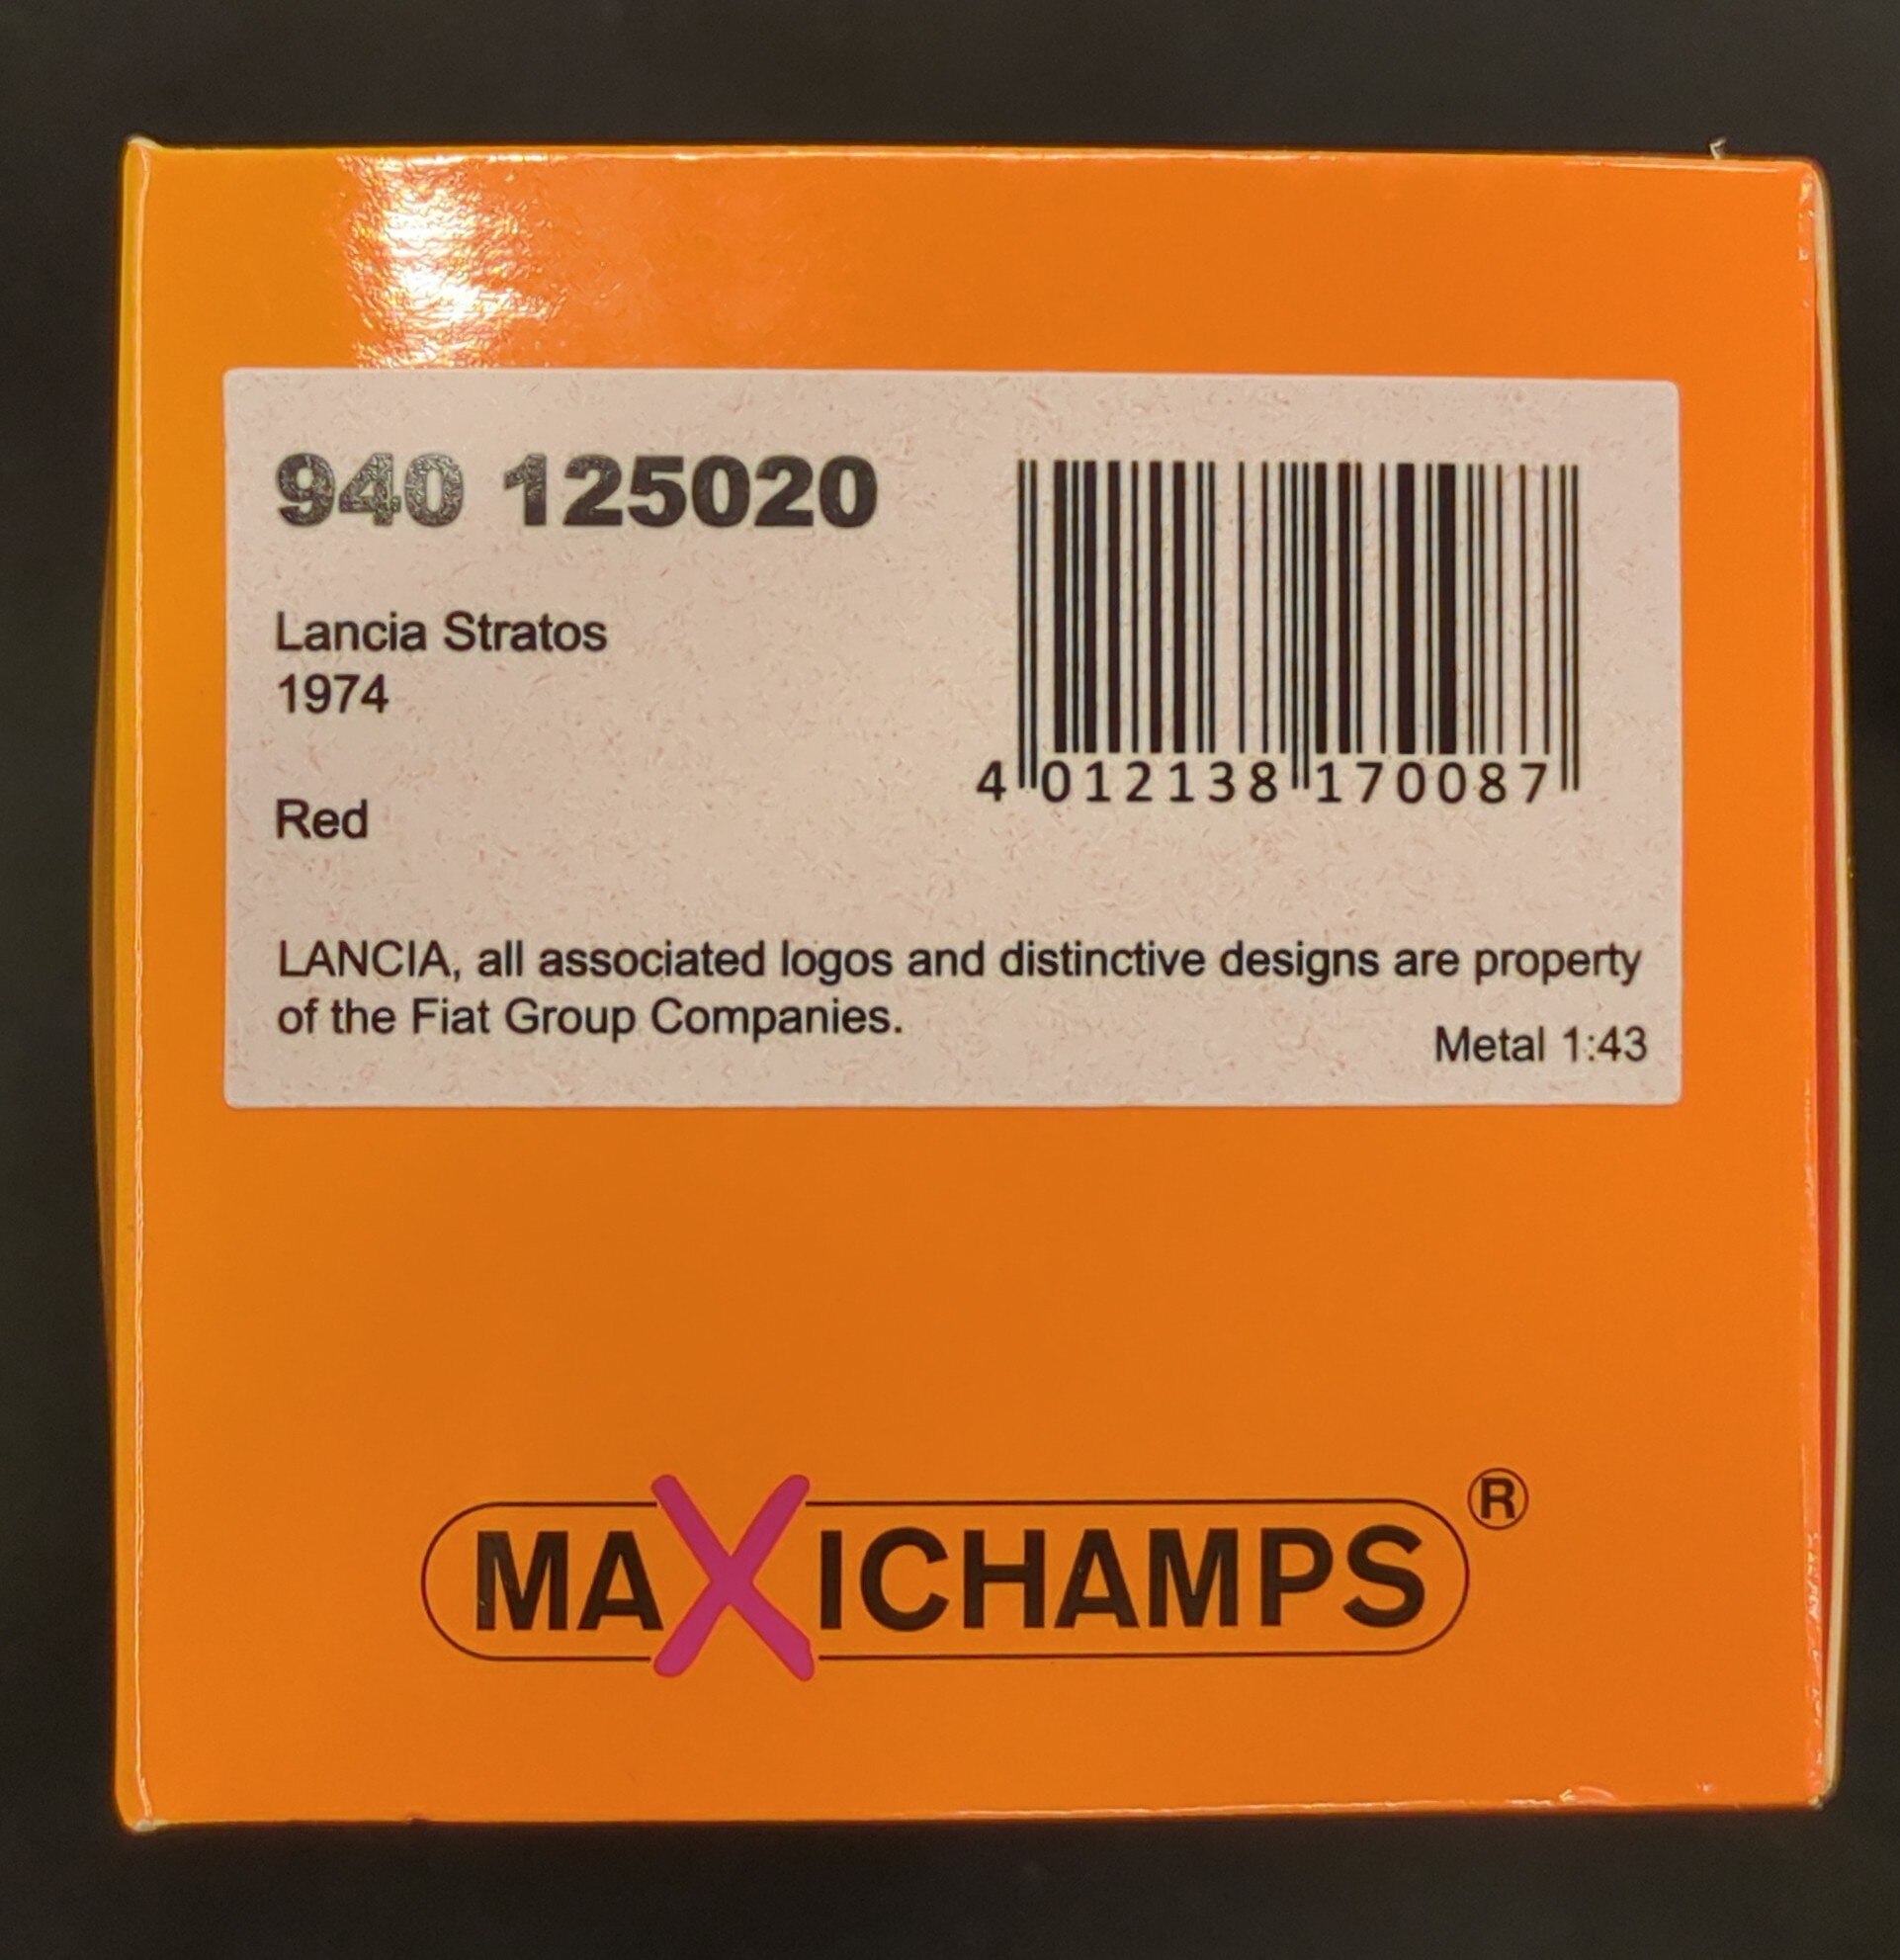 940 125020
Lancia Stratos
1974
Red
4 012138 170087
LANCIA, all associated logos and distinctive designs are property
of the Fiat Group Companies.
Metal 1:43
MAXICHAMPS®